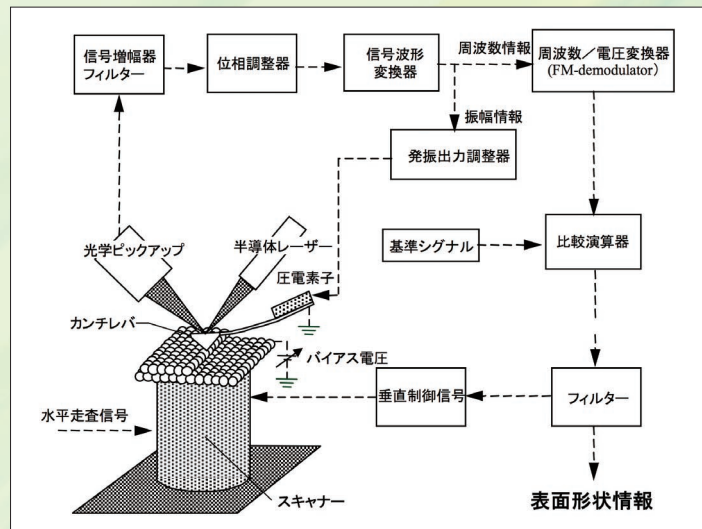 信号増幅器
フィルター
位相調整器
信号波形
変換器
周波数情報
周波数／電圧変換器
(FM-demodulator)
振幅情報
発振出力調整器
光学ピックアップ
半導体レーザー
基準シグナル
比較演算器
圧電素子
カンチレバー
バイアス電圧
垂直制御信号
フィルター
水平走査信号
スキャナー
表面形状情報